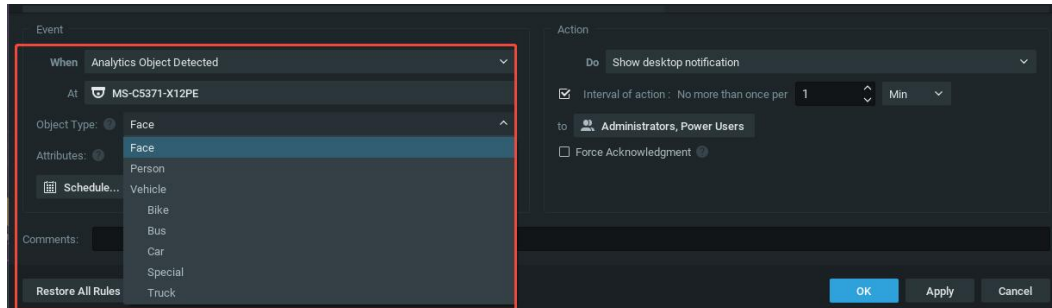 Event
When Analytics Object Detected
At MS-C5371-X12PE
Object Type: ? Face
Face
Person
Vehicle
Bike
Bus
Car
Special
Truck
Attributes: ?
Schedule...
Comments:
Restore All Rules
Action
Do Show desktop notification
Interval of action : No more than once per 1 Min
to Administrators, Power Users
Force Acknowledgment ?
OK Apply Cancel